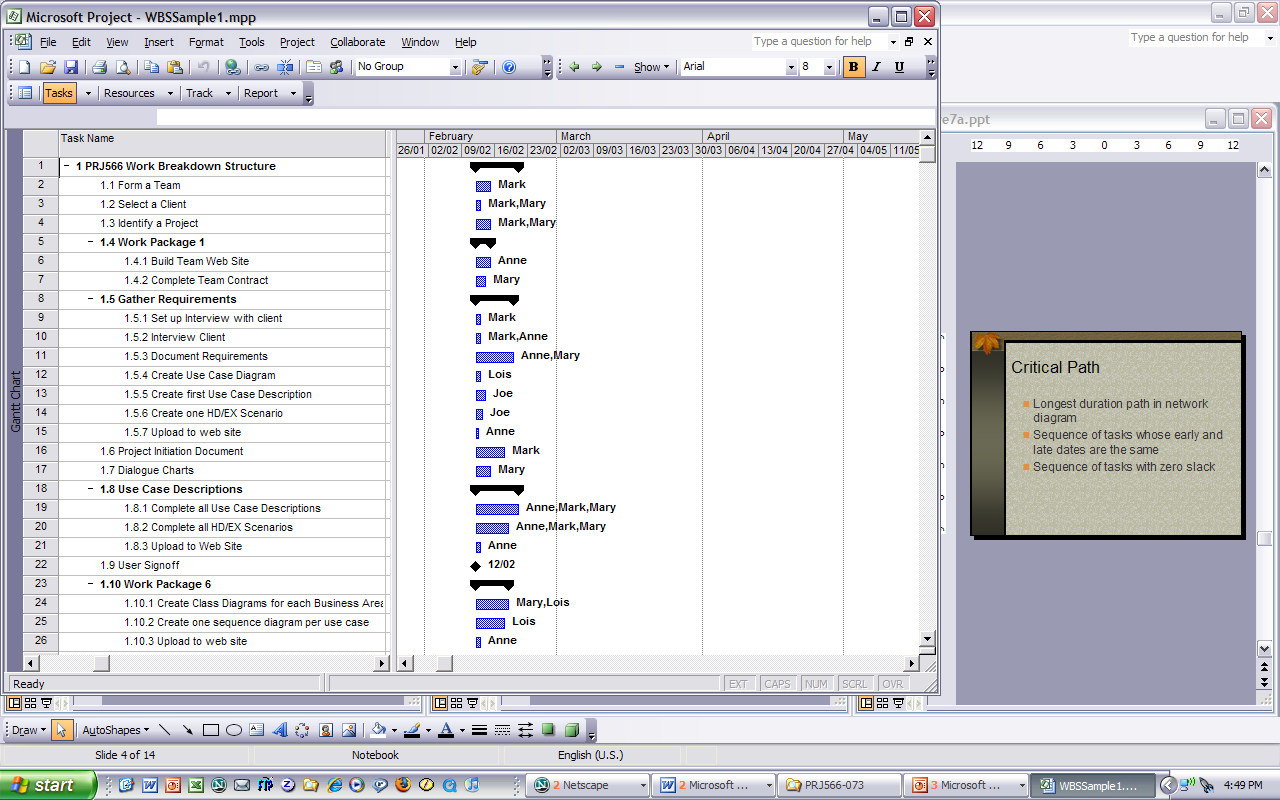 Microsoft Project - WBSSample1.mpp
File Edit View Insert Format Tools Project Collaborate Window Help
Type a question for help
Type a question for help
No Group
Show
Arial
8
B I U
Tasks Resources Track Report
e7a.ppt
Task Name
February March April May
26/01 02/02 09/02 16/02 23/02 02/03 09/03 16/03 23/03 30/03 06/04 13/04 20/04 27/04 04/05 11/05
12 9 6 3 0 3 6 9 12
1 1 PRJ566 Work Breakdown Structure
2 1.1 Form a Team Mark
3 1.2 Select a Client Mark,Mary
4 1.3 Identify a Project Mark,Mary
5 1.4 Work Package 1
6 1.4.1 Build Team Web Site Anne
7 1.4.2 Complete Team Contract Mary
8 1.5 Gather Requirements
9 1.5.1 Set up Interview with client Mark
10 1.5.2 Interview Client Mark,Anne
11 1.5.3 Document Requirements Anne,Mary
12 1.5.4 Create Use Case Diagram Lois
13 1.5.5 Create first Use Case Description Joe
14 1.5.6 Create one HD/EX Scenario Joe
15 1.5.7 Upload to web site Anne
16 1.6 Project Initiation Document Mark
17 1.7 Dialogue Charts Mary
18 1.8 Use Case Descriptions
19 1.8.1 Complete all Use Case Descriptions Anne,Mark,Mary
20 1.8.2 Complete all HD/EX Scenarios Anne,Mark,Mary
21 1.8.3 Upload to Web Site Anne
22 1.9 User Signoff 12/02
23 1.10 Work Package 6
24 1.10.1 Create Class Diagrams for each Business Area Mary,Lois
25 1.10.2 Create one sequence diagram per use case Lois
26 1.10.3 Upload to web site Anne
Gantt Chart
Critical Path
Longest duration path in network
diagram
Sequence of tasks whose early and
late dates are the same
Sequence of tasks with zero slack
Ready
EXT CAPS NUM SCRL OVR
Draw AutoShapes
Slide 4 of 14 Notebook English (U.S.)
start
2 Netscape
2 Microsoft ...
PRJ566-073
3 Microsoft ...
WBSSample1....
4:49 PM